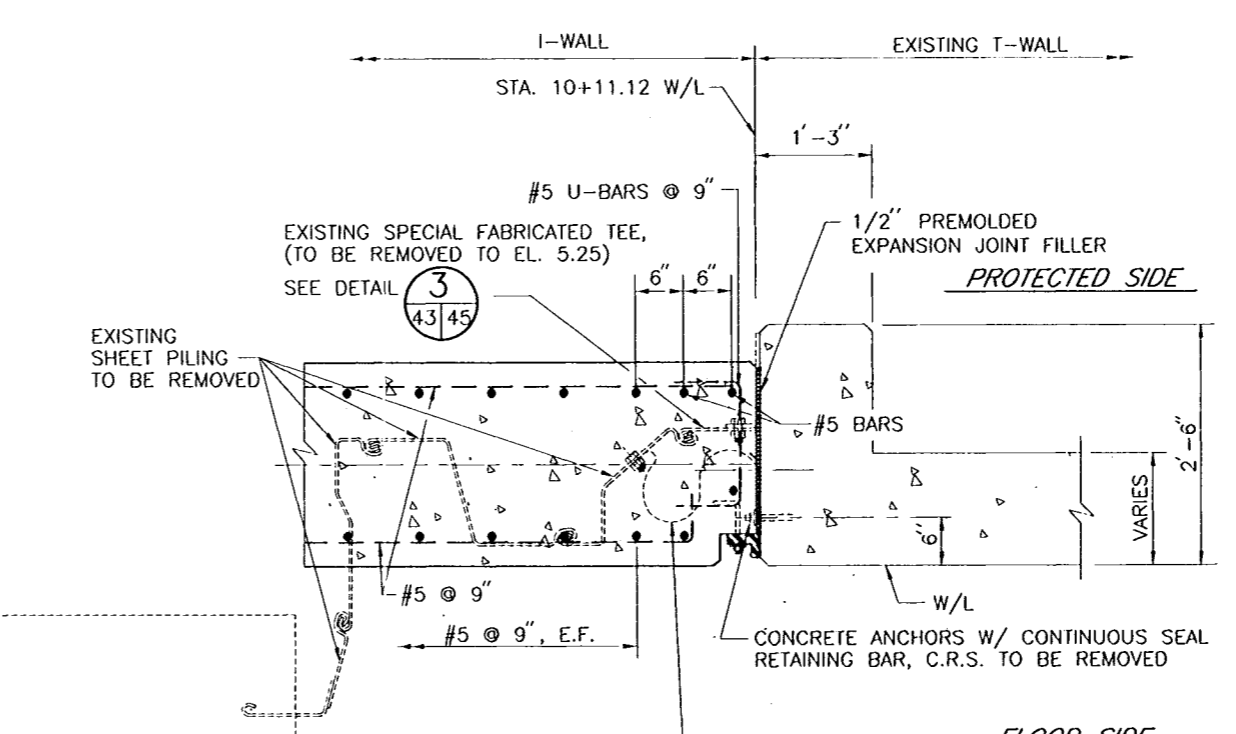 I-WALL
EXISTING T-WALL
STA. 10+11.12 W/L
1'-3"
#5 U-BARS @ 9"
1/2" PREMOLDED
EXPANSION JOINT FILLER
EXISTING SPECIAL FABRICATED TEE,
(TO BE REMOVED TO EL. 5.25)
SEE DETAIL
3
43 45
6" 6"
PROTECTED SIDE
EXISTING
SHEET PILING
TO BE REMOVED
#5 BARS
2'-6"
VARIES
6"
#5 @ 9"
W/L
#5 @ 9", E.F.
CONCRETE ANCHORS W/ CONTINUOUS SEAL
RETAINING BAR, C.R.S. TO BE REMOVED
SIDE